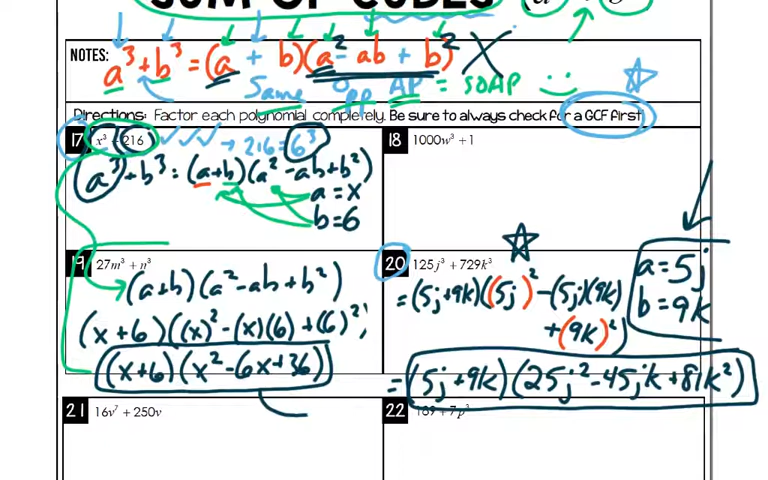 SUM OF CUBES
NOTES:
a³ + b³ = (a + b)(a² - ab + b²)
Same Opp AP = SOAP
Directions: Factor each polynomial completely. Be sure to always check for a GCF first.
17 x³ + 216 → 216 = 6³
a³ + b³ = (a+b)(a² - ab + b²)
a = x
b = 6
18 1000w³ + 1
19 27m³ + n³
(a+b)(a² - ab + b²)
(x+6)((x)² - (x)(6) + (6)²)
(x+6)(x² - 6x + 36)
20 125j³ + 729k³
a = 5j
b = 9k
= (5j+9k)((5j)² - (5j)(9k)
+ (9k)²)
= (5j+9k)(25j² - 45jk + 81k²)
21 16v⁷ + 250v
22 189 + 7p³